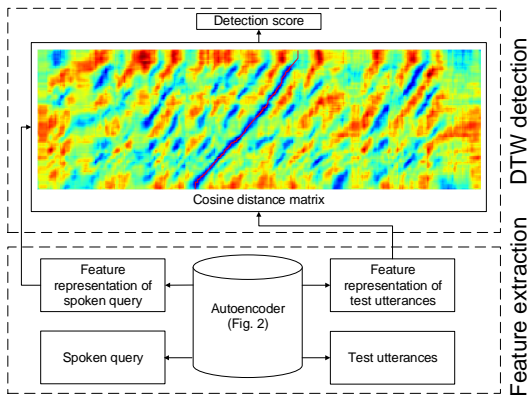 Detection score
Cosine distance matrix
DTW detection
Feature
representation of
spoken query
Autoencoder
(Fig. 2)
Feature
representation of
test utterances
Spoken query
Test utterances
Feature extraction